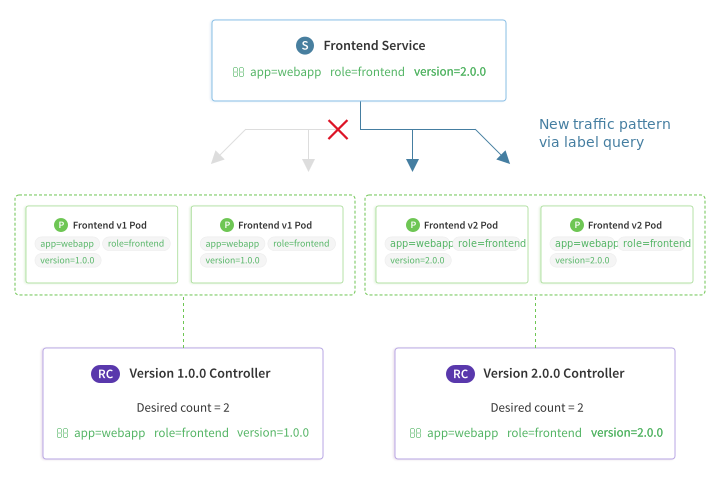 S Frontend Service
app=webapp role=frontend version=2.0.0
New traffic pattern
via label query
P Frontend v1 Pod
app=webapp role=frontend
version=1.0.0
P Frontend v1 Pod
app=webapp role=frontend
version=1.0.0
P Frontend v2 Pod
app=webapp role=frontend
version=2.0.0
P Frontend v2 Pod
app=webapp role=frontend
version=2.0.0
RC Version 1.0.0 Controller
Desired count = 2
app=webapp role=frontend version=1.0.0
RC Version 2.0.0 Controller
Desired count = 2
app=webapp role=frontend version=2.0.0